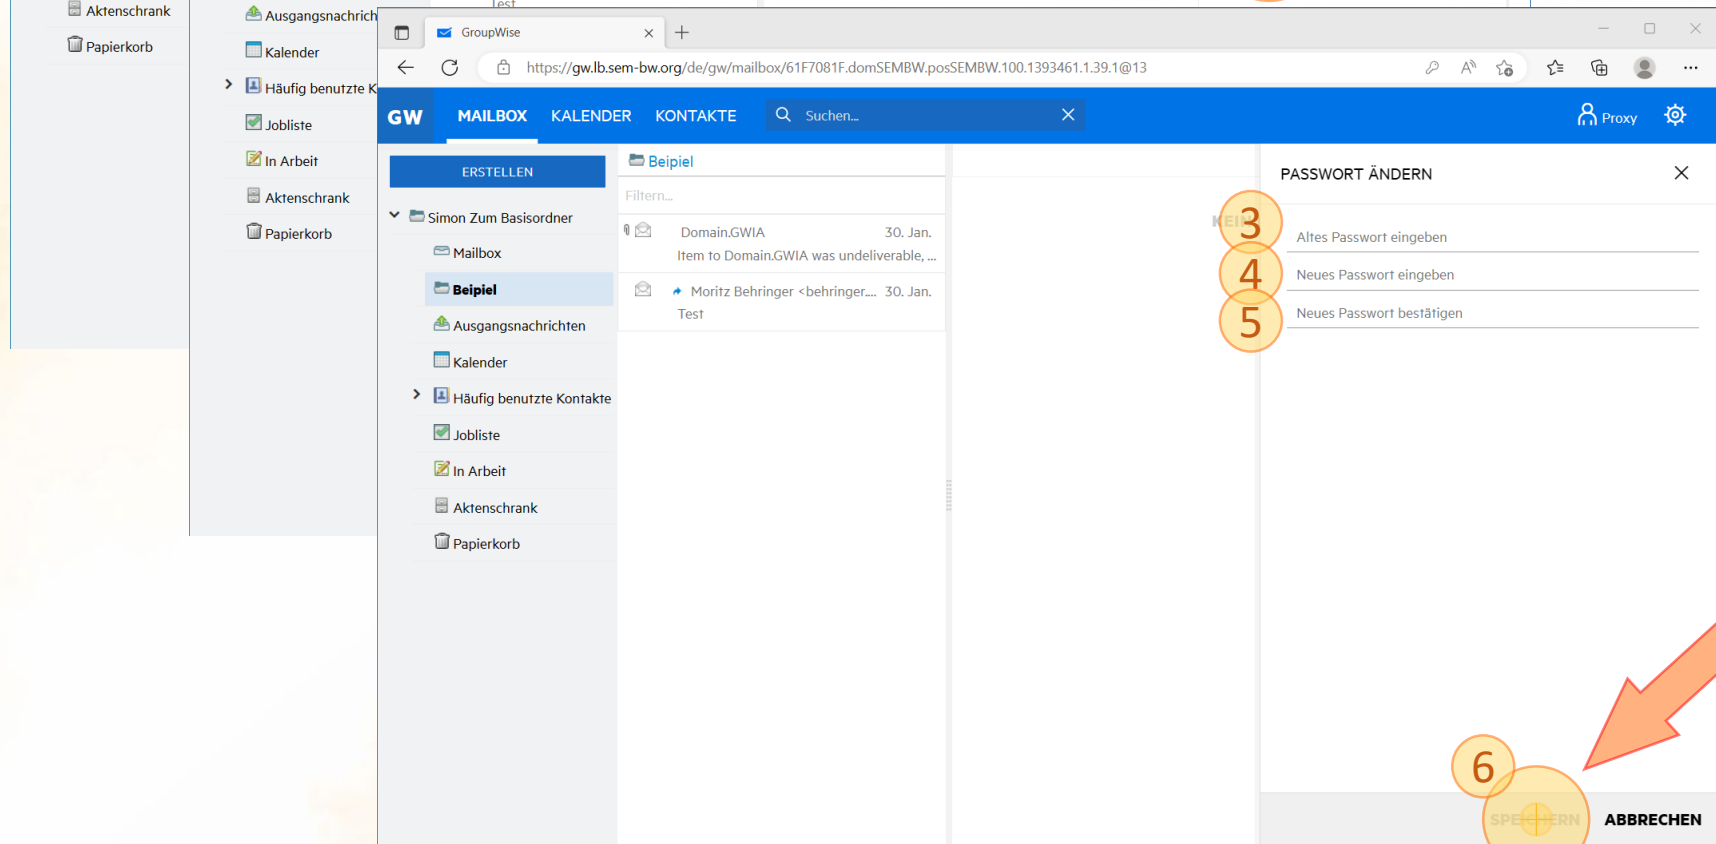 Aktenschrank
Papierkorb
Ausgangsnachrich
Kalender
Häufig benutzte K
Jobliste
In Arbeit
Aktenschrank
Papierkorb
Test
GroupWise
https://gw.lb.sem-bw.org/de/gw/mailbox/61F7081F.domSEMBW.posSEMBW.100.1393461.1.39.1@13
GW MAILBOX KALENDER KONTAKTE Suchen... Proxy
ERSTELLEN
Simon Zum Basisordner
Mailbox
Beipiel
Ausgangsnachrichten
Kalender
Häufig benutzte Kontakte
Jobliste
In Arbeit
Aktenschrank
Papierkorb
Beipiel
Filtern...
Domain.GWIA 30. Jan.
Item to Domain.GWIA was undeliverable, ...
Moritz Behringer <behringer.... 30. Jan.
Test
KEIN
PASSWORT ÄNDERN
3 Altes Passwort eingeben
4 Neues Passwort eingeben
5 Neues Passwort bestätigen
6
SPEICHERN ABBRECHEN